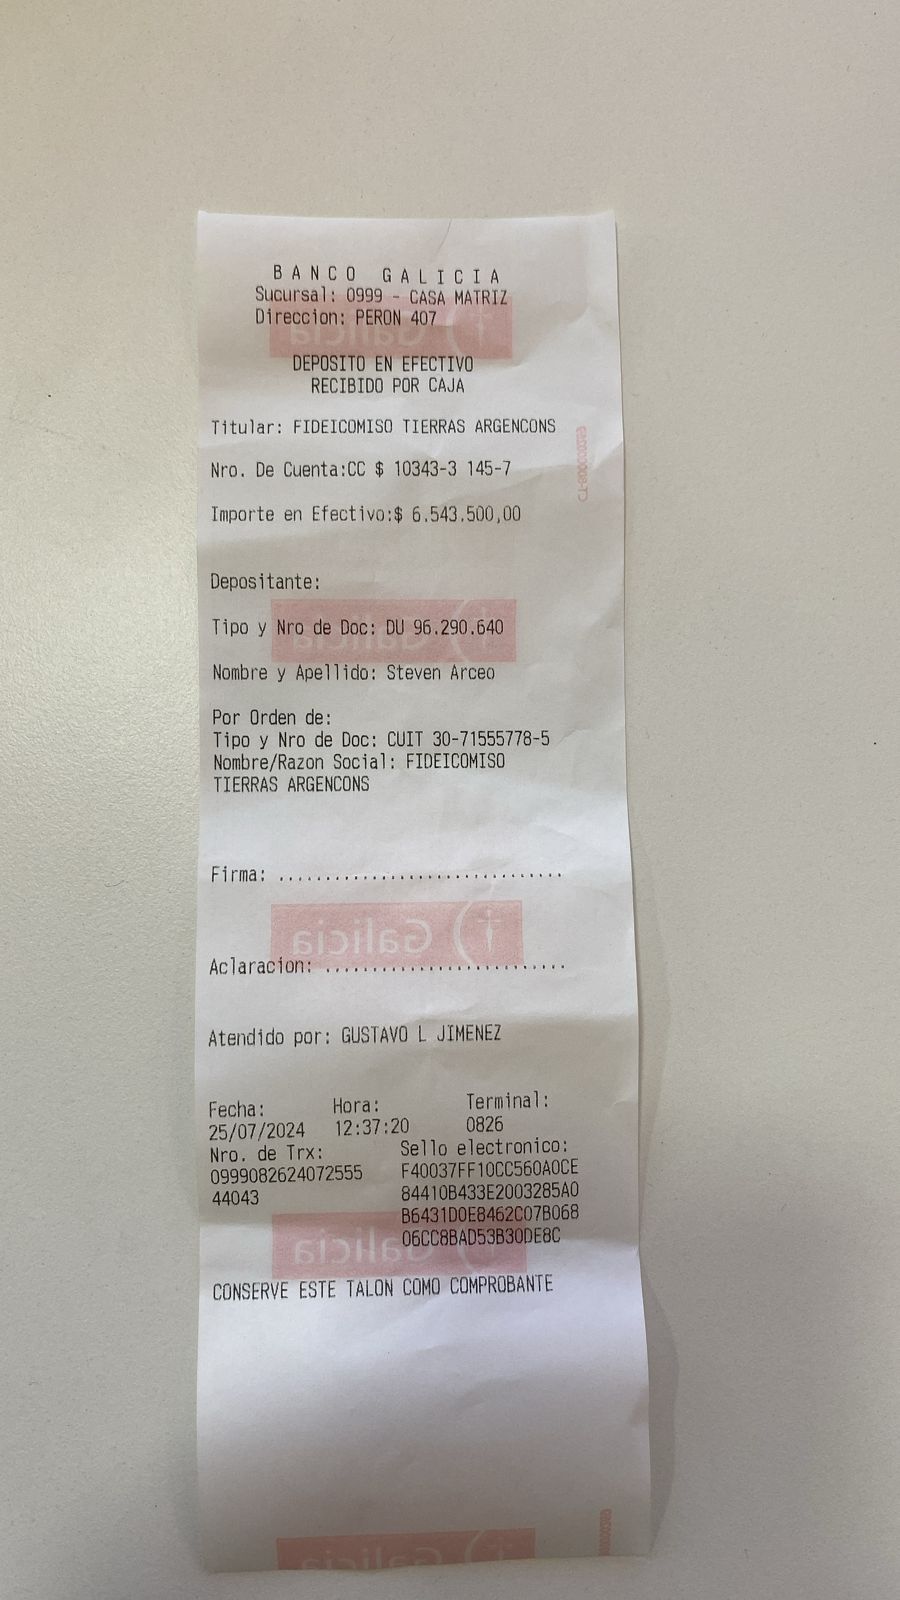 BANCO GALICIA
Sucursal: 0999 - CASA MATRIZ
Direccion: PERON 407
DEPOSITO EN EFECTIVO
RECIBIDO POR CAJA
Titular: FIDEICOMISO TIERRAS ARGENCONS
Nro. De Cuenta:CC $ 10343-3 145-7
Importe en Efectivo:$ 6.543.500,00
Depositante:
Tipo y Nro de Doc: DU 96.290.640
Nombre y Apellido: Steven Arceo
Por Orden de:
Tipo y Nro de Doc: CUIT 30-71555778-5
Nombre/Razon Social: FIDEICOMISO
TIERRAS ARGENCONS
Firma: ................................
Galicia
Aclaracion: ...........................
Atendido por: GUSTAVO L JIMENEZ
Fecha: Hora: Terminal:
25/07/2024 12:37:20 0826
Nro. de Trx: Sello electronico:
0999082624072555 F40037FF10CC560A0CE
44043 84410B433E2003285A0
B6431D0E8462C07B068
06CC8BAD53B30DE8C
Galicia
CONSERVE ESTE TALON COMO COMPROBANTE
Galicia